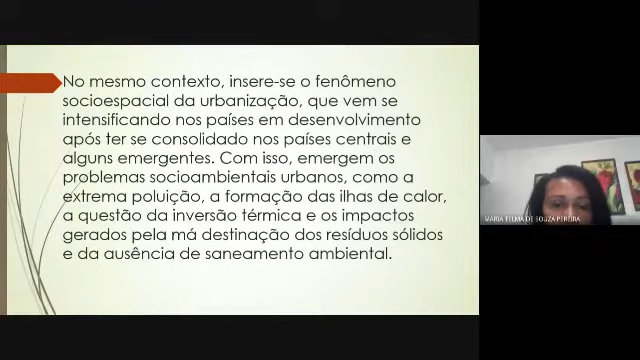 No mesmo contexto, insere-se o fenômeno
socioespacial da urbanização, que vem se
intensificando nos países em desenvolvimento
após ter se consolidado nos países centrais e
alguns emergentes. Com isso, emergem os
problemas socioambientais urbanos, como a
extrema poluição, a formação das ilhas de calor,
a questão da inversão térmica e os impactos
gerados pela má destinação dos resíduos sólidos
e da ausência de saneamento ambiental.
MARIA TELMA DE SOUZA PEREIRA